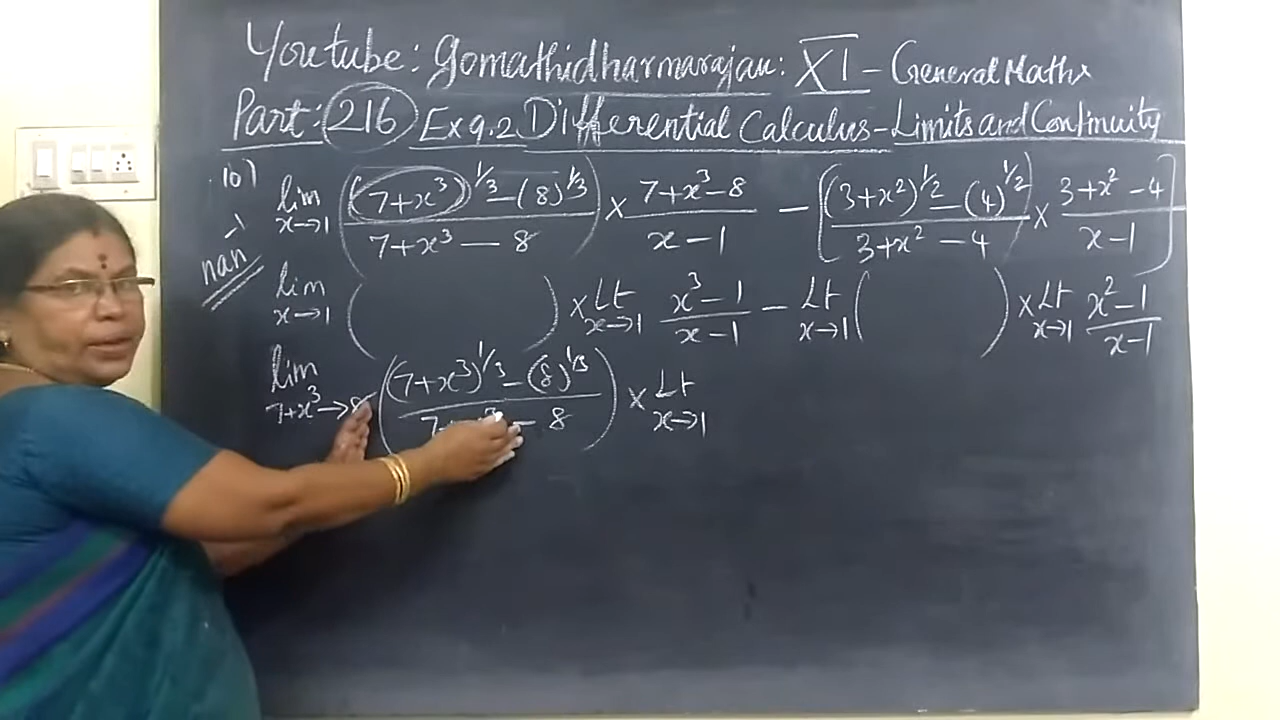 Youtube: Gomathidharmarajan: XI - General Maths
Part: 216 Ex 9.2 Differential Calculus - Limits and Continuity
10) lim x→1 ((7+x³)^1/3 - (8)^1/3 / 7+x³ - 8) × 7+x³-8 / x-1 - [((3+x²)^1/2 - (4)^1/2 / 3+x² - 4) × 3+x² - 4 / x-1]
nân
lim x→1 ( ) × Lt x→1 x³-1 / x-1 - Lt x→1 ( ) × Lt x→1 x²-1 / x-1
lim 7+x³→8 ((7+x³)^1/3 - (8)^1/3 / 7 - 8) × Lt x→1